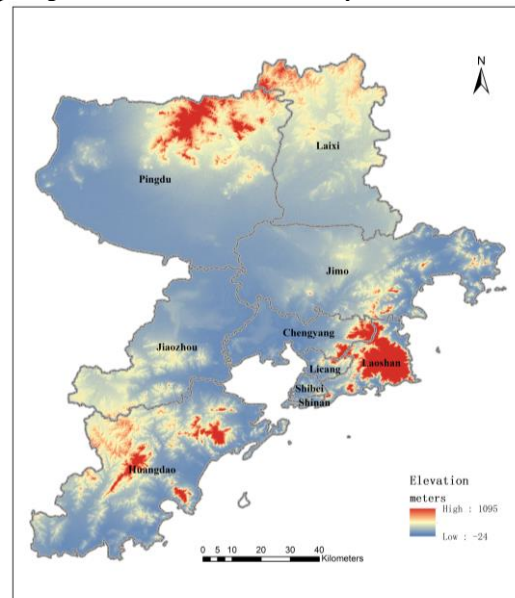 N
Laixi
Pingdu
Jimo
Chengyang
Jiaozhou
Laoshan
Licang
Shibei
Shinan
Huangdao
Elevation
meters
High : 1095
Low : -24
0 5 10 20 30 40
Kilometers